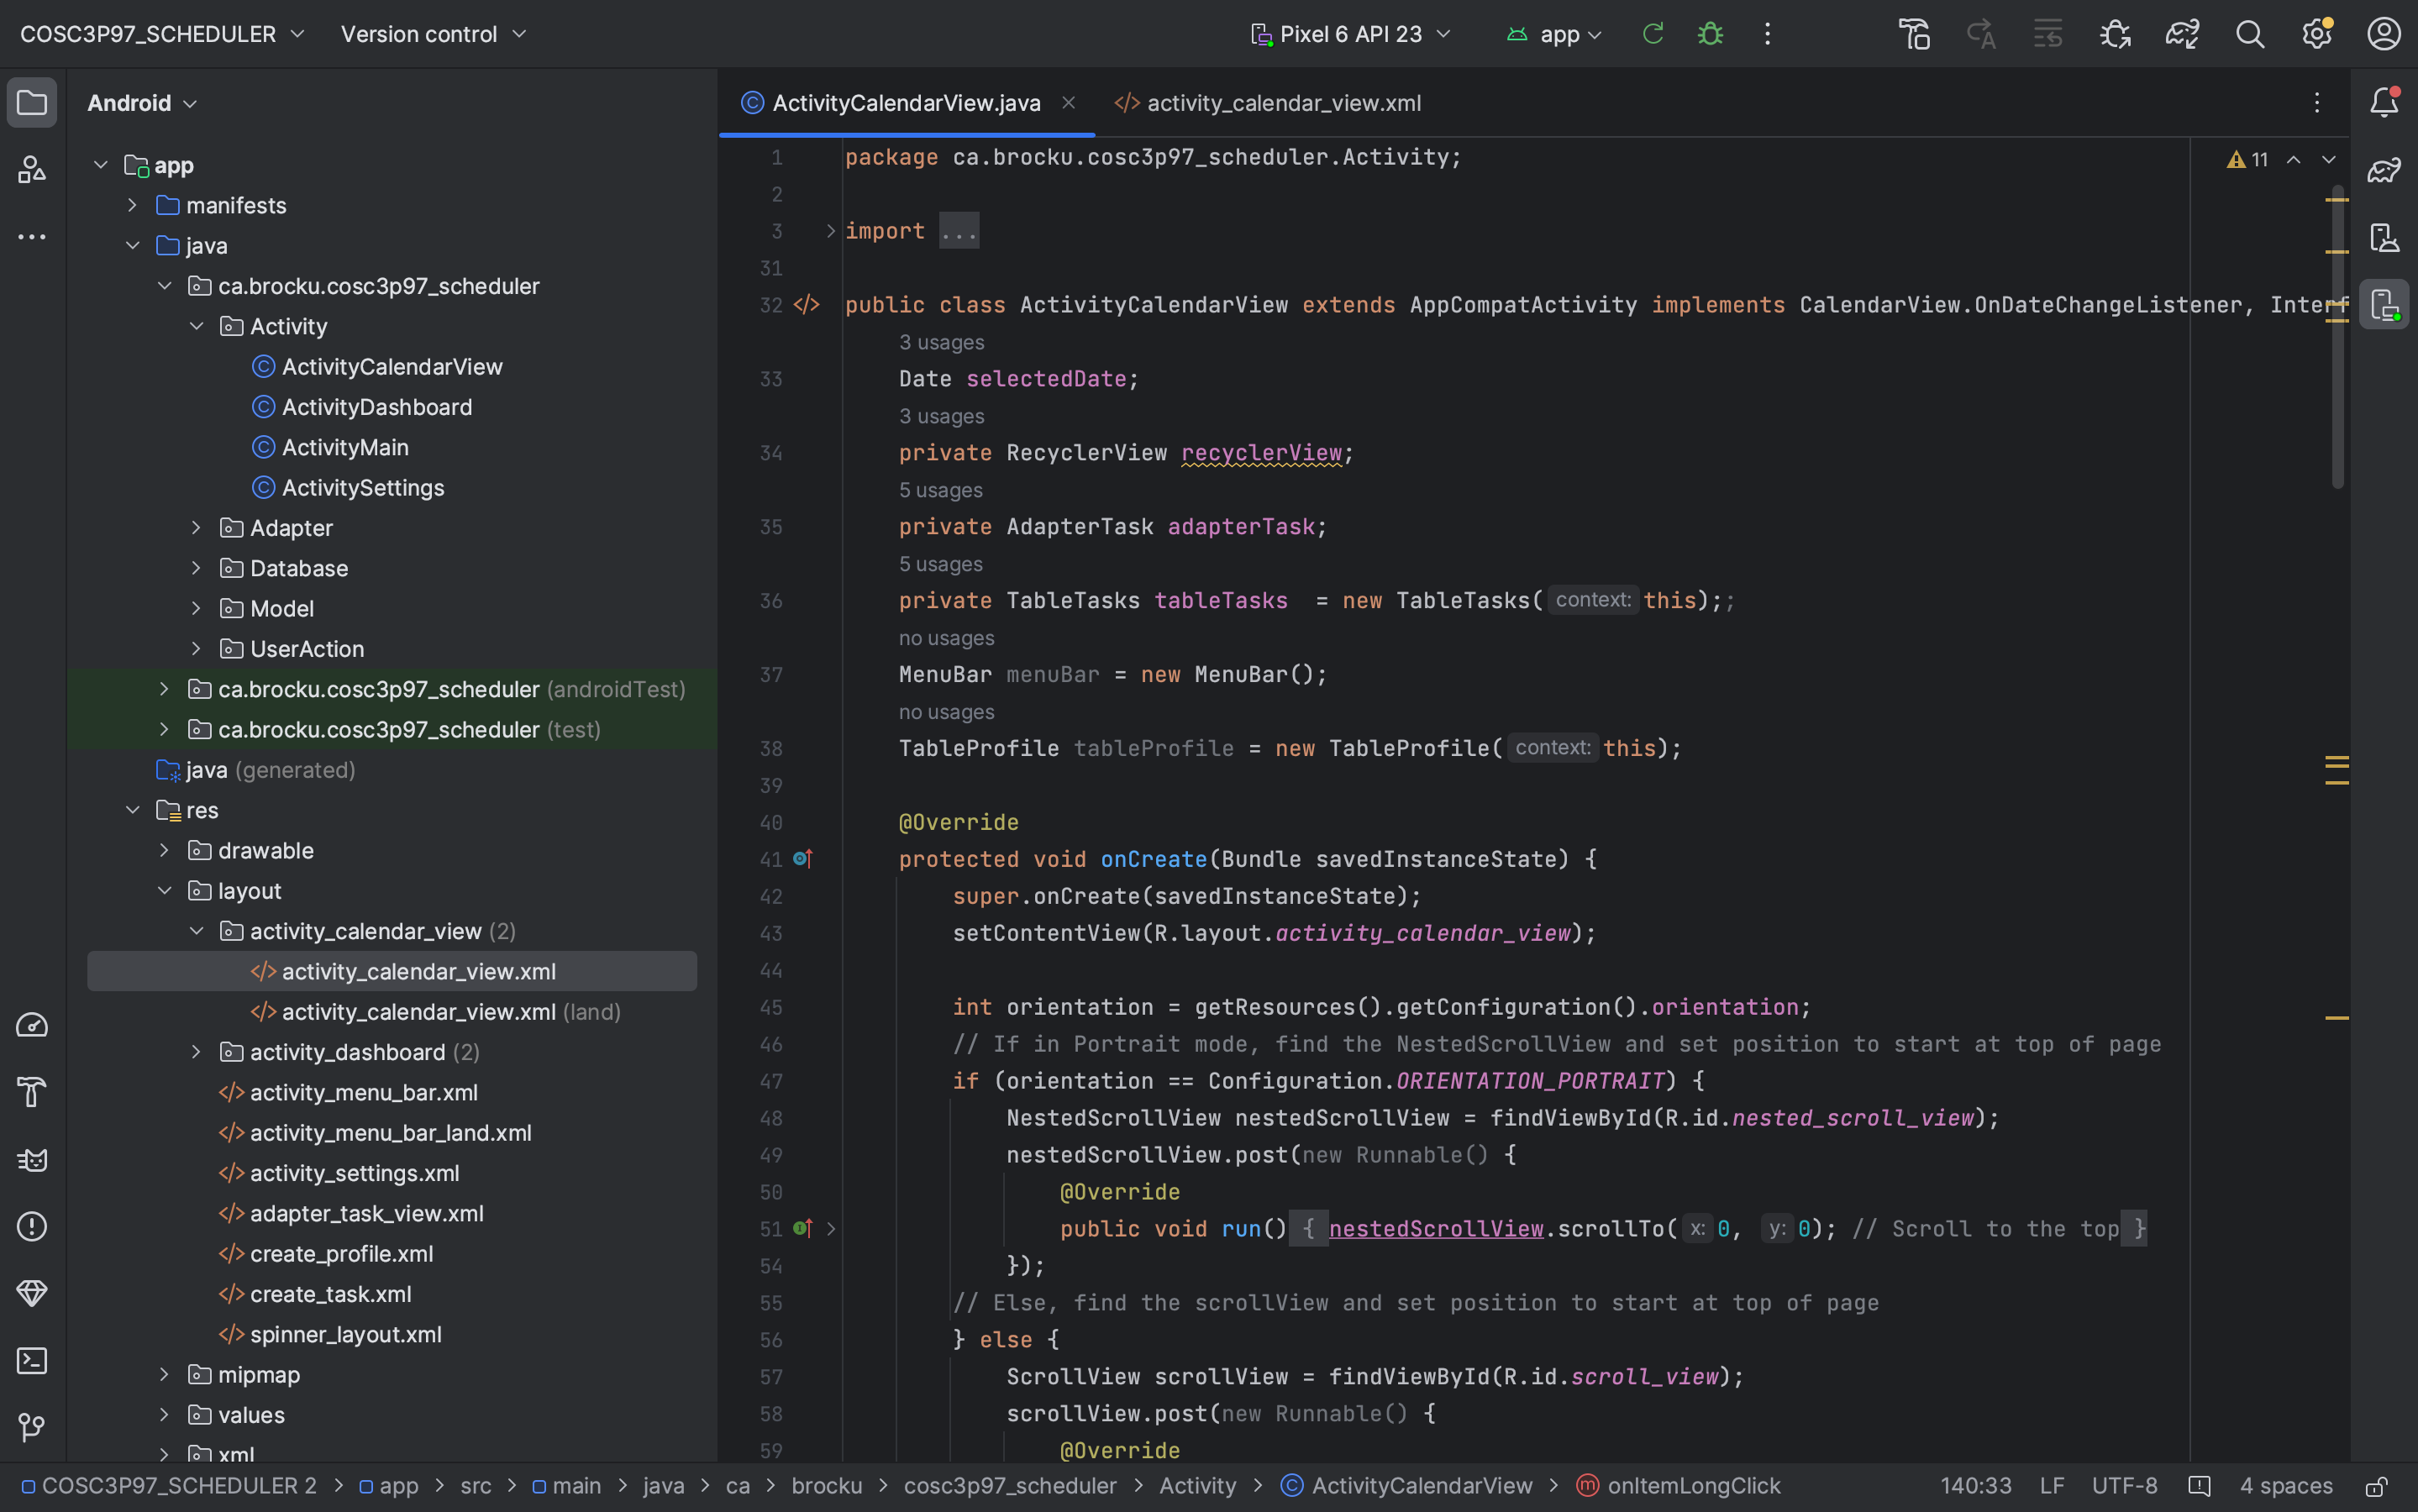 COSC3P97_SCHEDULER
Version control
Pixel 6 API 23
app
Android
app
manifests
java
ca.brocku.cosc3p97_scheduler
Activity
ActivityCalendarView
ActivityDashboard
ActivityMain
ActivitySettings
Adapter
Database
Model
UserAction
ca.brocku.cosc3p97_scheduler (androidTest)
ca.brocku.cosc3p97_scheduler (test)
java (generated)
res
drawable
layout
activity_calendar_view (2)
activity_calendar_view.xml
activity_calendar_view.xml (land)
activity_dashboard (2)
activity_menu_bar.xml
activity_menu_bar_land.xml
activity_settings.xml
adapter_task_view.xml
create_profile.xml
create_task.xml
spinner_layout.xml
mipmap
values
xml
ActivityCalendarView.java
activity_calendar_view.xml
11
1 package ca.brocku.cosc3p97_scheduler.Activity;
2
3 import ...
31
32 public class ActivityCalendarView extends AppCompatActivity implements CalendarView.OnDateChangeListener, Interf
3 usages
33 Date selectedDate;
3 usages
34 private RecyclerView recyclerView;
5 usages
35 private AdapterTask adapterTask;
5 usages
36 private TableTasks tableTasks  = new TableTasks( context: this);;
no usages
37 MenuBar menuBar = new MenuBar();
no usages
38 TableProfile tableProfile = new TableProfile( context: this);
39
40 @Override
41 protected void onCreate(Bundle savedInstanceState) {
42 super.onCreate(savedInstanceState);
43 setContentView(R.layout.activity_calendar_view);
44
45 int orientation = getResources().getConfiguration().orientation;
46 // If in Portrait mode, find the NestedScrollView and set position to start at top of page
47 if (orientation == Configuration.ORIENTATION_PORTRAIT) {
48 NestedScrollView nestedScrollView = findViewById(R.id.nested_scroll_view);
49 nestedScrollView.post(new Runnable() {
50 @Override
51 public void run() { nestedScrollView.scrollTo( x: 0, y: 0); // Scroll to the top }
54 });
55 // Else, find the scrollView and set position to start at top of page
56 } else {
57 ScrollView scrollView = findViewById(R.id.scroll_view);
58 scrollView.post(new Runnable() {
59 @Override
COSC3P97_SCHEDULER 2 > app > src > main > java > ca > brocku > cosc3p97_scheduler > Activity > ActivityCalendarView > onItemLongClick
140:33 LF UTF-8 4 spaces